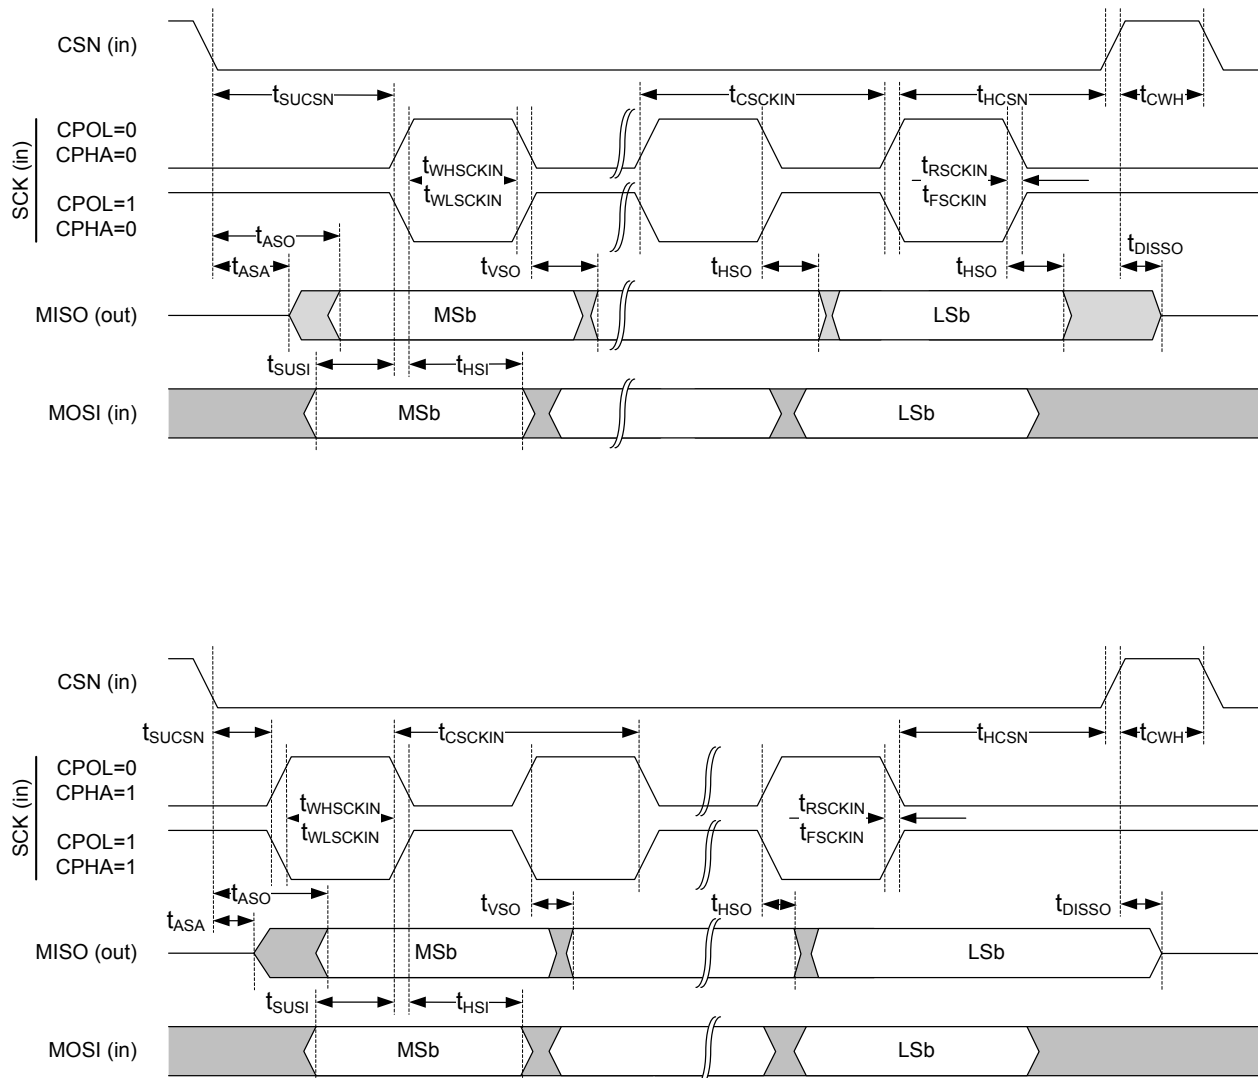 CSN (in)
tSUCSN
tCSCKIN
tHCSN
tCWH
SCK (in)
CPOL=0
CPHA=0
CPOL=1
CPHA=0
tWHSCKIN
tWLSCKIN
tRSCKIN
tFSCKIN
tASO
tASA
tVSO
tHSO
tHSO
tDISSO
MISO (out)
MSb
LSb
tSUSI
tHSI
MOSI (in)
MSb
LSb
CSN (in)
tSUCSN
tCSCKIN
tHCSN
tCWH
SCK (in)
CPOL=0
CPHA=1
CPOL=1
CPHA=1
tWHSCKIN
tWLSCKIN
tRSCKIN
tFSCKIN
tASO
tASA
tVSO
tHSO
tDISSO
MISO (out)
MSb
LSb
tSUSI
tHSI
MOSI (in)
MSb
LSb